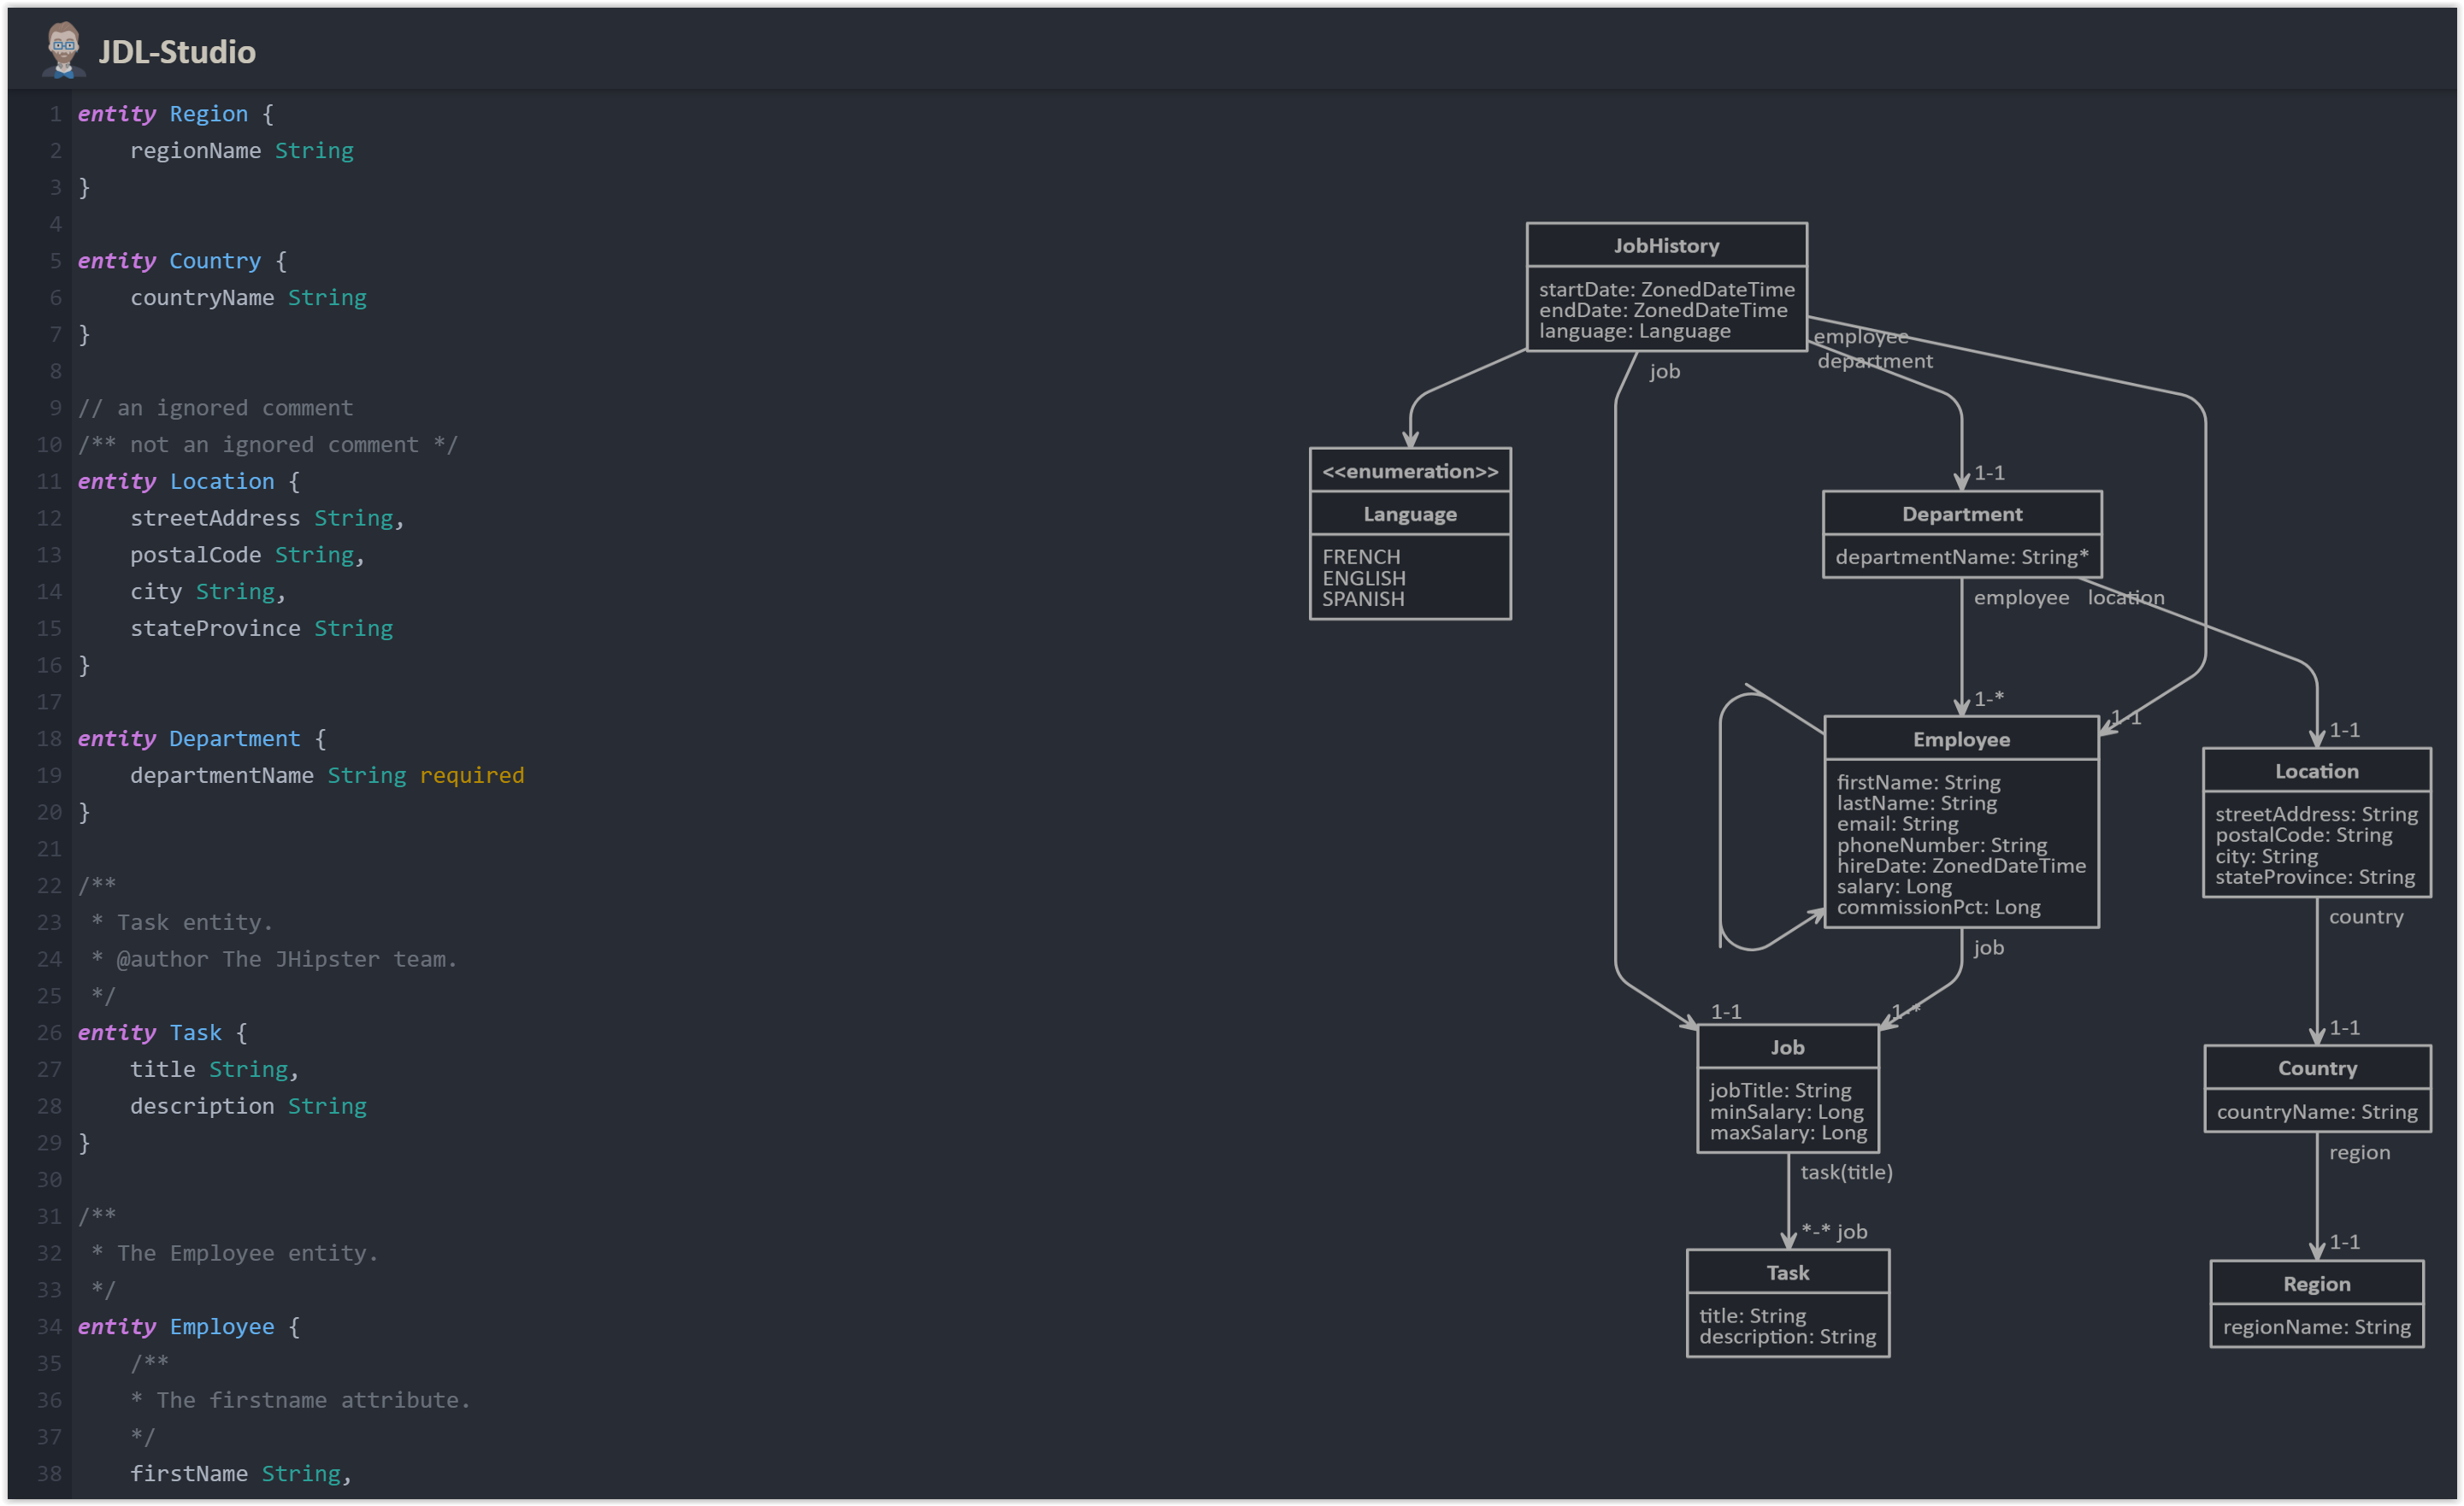 JDL-Studio
1 entity Region {
2 regionName String
3 }
4
5 entity Country {
6 countryName String
7 }
8
9 // an ignored comment
10 /** not an ignored comment */
11 entity Location {
12 streetAddress String,
13 postalCode String,
14 city String,
15 stateProvince String
16 }
17
18 entity Department {
19 departmentName String required
20 }
21
22 /**
23 * Task entity.
24 * @author The JHipster team.
25 */
26 entity Task {
27 title String,
28 description String
29 }
30
31 /**
32 * The Employee entity.
33 */
34 entity Employee {
35 /**
36 * The firstname attribute.
37 */
38 firstName String,
JobHistory
startDate: ZonedDateTime
endDate: ZonedDateTime
language: Language
employee
department
job
<<enumeration>>
Language
FRENCH
ENGLISH
SPANISH
1-1
Department
departmentName: String*
employee
location
1-*
1-1
Employee
firstName: String
lastName: String
email: String
phoneNumber: String
hireDate: ZonedDateTime
salary: Long
commissionPct: Long
job
1-1
Location
streetAddress: String
postalCode: String
city: String
stateProvince: String
country
1-1
1-*
Job
jobTitle: String
minSalary: Long
maxSalary: Long
task(title)
1-1
Country
countryName: String
region
*-* job
Task
title: String
description: String
1-1
Region
regionName: String